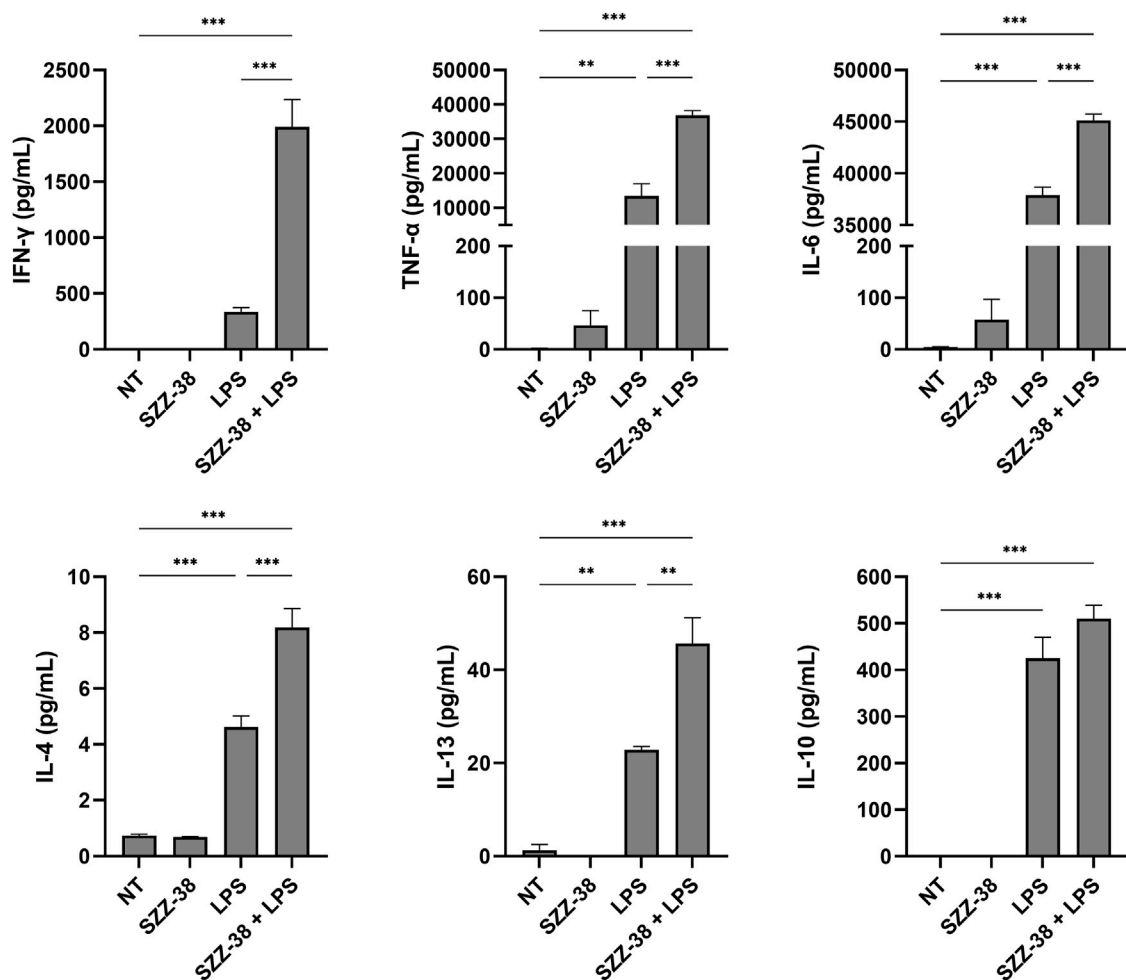 ***
***
2500
2000
1500
1000
500
0
IFN-γ (pg/mL)
NT
SZZ-38
LPS
SZZ-38 + LPS
***
**
***
50000
40000
30000
20000
10000
200
100
0
TNF-α (pg/mL)
NT
SZZ-38
LPS
SZZ-38 + LPS
***
***
***
50000
45000
40000
35000
200
100
0
IL-6 (pg/mL)
NT
SZZ-38
LPS
SZZ-38 + LPS
***
***
***
10
8
6
4
2
0
IL-4 (pg/mL)
NT
SZZ-38
LPS
SZZ-38 + LPS
***
**
**
60
40
20
0
IL-13 (pg/mL)
NT
SZZ-38
LPS
SZZ-38 + LPS
***
***
600
500
400
300
200
100
0
IL-10 (pg/mL)
NT
SZZ-38
LPS
SZZ-38 + LPS